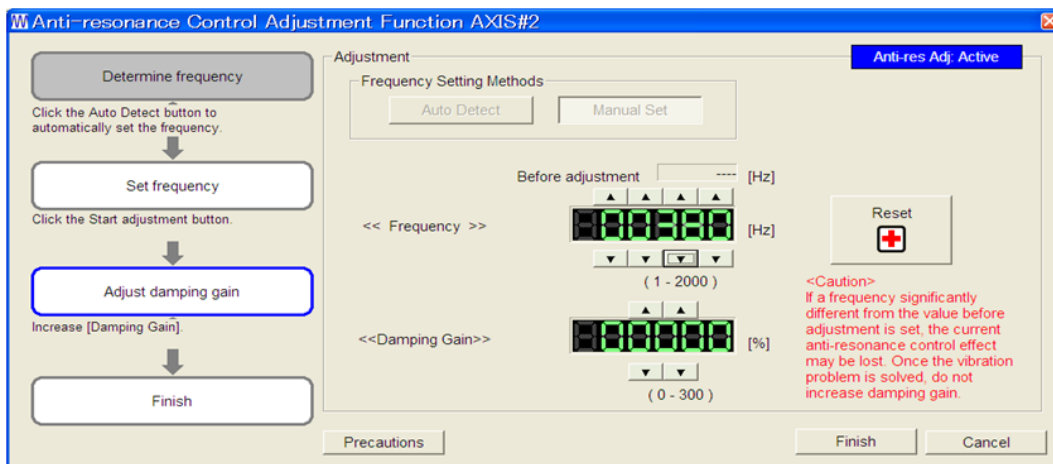 Anti-resonance Control Adjustment Function AXIS#2
Determine frequency
Click the Auto Detect button to
automatically set the frequency.
Set frequency
Click the Start adjustment button.
Adjust damping gain
Increase [Damping Gain].
Finish
Adjustment
Anti-res Adj: Active
Frequency Setting Methods
Auto Detect
Manual Set
Before adjustment ---- [Hz]
<< Frequency >>
[Hz]
( 1 - 2000 )
<<Damping Gain>>
00000 [%]
( 0 - 300 )
Reset
<Caution>
If a frequency significantly
different from the value before
adjustment is set, the current
anti-resonance control effect
may be lost. Once the vibration
problem is solved, do not
increase damping gain.
Precautions
Finish
Cancel